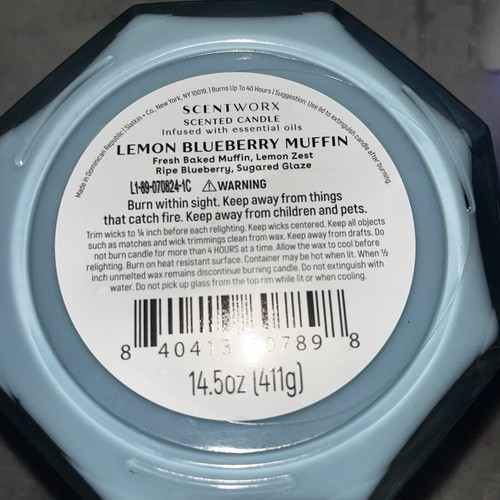 Made in Dominican Republic | Slatkin + Co, New York, NY 10019. | Burns Up To 40 Hours | Suggestion: Use lid to extinguish candle after burning.
SCENTWORX
SCENTED CANDLE
Infused with essential oils
LEMON BLUEBERRY MUFFIN
Fresh Baked Muffin, Lemon Zest
Ripe Blueberry, Sugared Glaze
L1-89-070824-1C ⚠WARNING
Burn within sight. Keep away from things
that catch fire. Keep away from children and pets.
Trim wicks to ¼ inch before each relighting. Keep wicks centered. Keep all objects
such as matches and wick trimmings clean from wax. Keep away from drafts. Do
not burn candle for more than 4 HOURS at a time. Allow the wax to cool before
relighting. Burn on heat resistant surface. Container may be hot when lit. When ½
inch unmelted wax remains discontinue burning candle. Do not extinguish with
water. Do not pick up glass from the top rim while lit or when cooling.
8 40413 0789 8
14.5oz (411g)